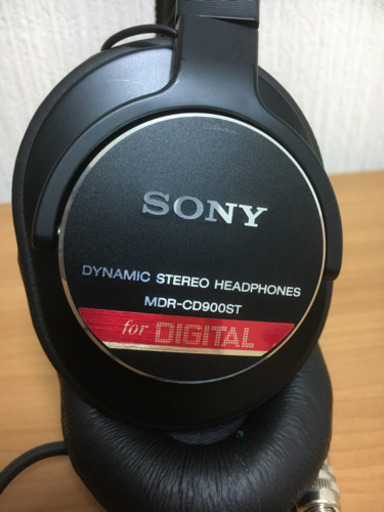 SONY
DYNAMIC STEREO HEADPHONES
MDR-CD900ST
for DIGITAL